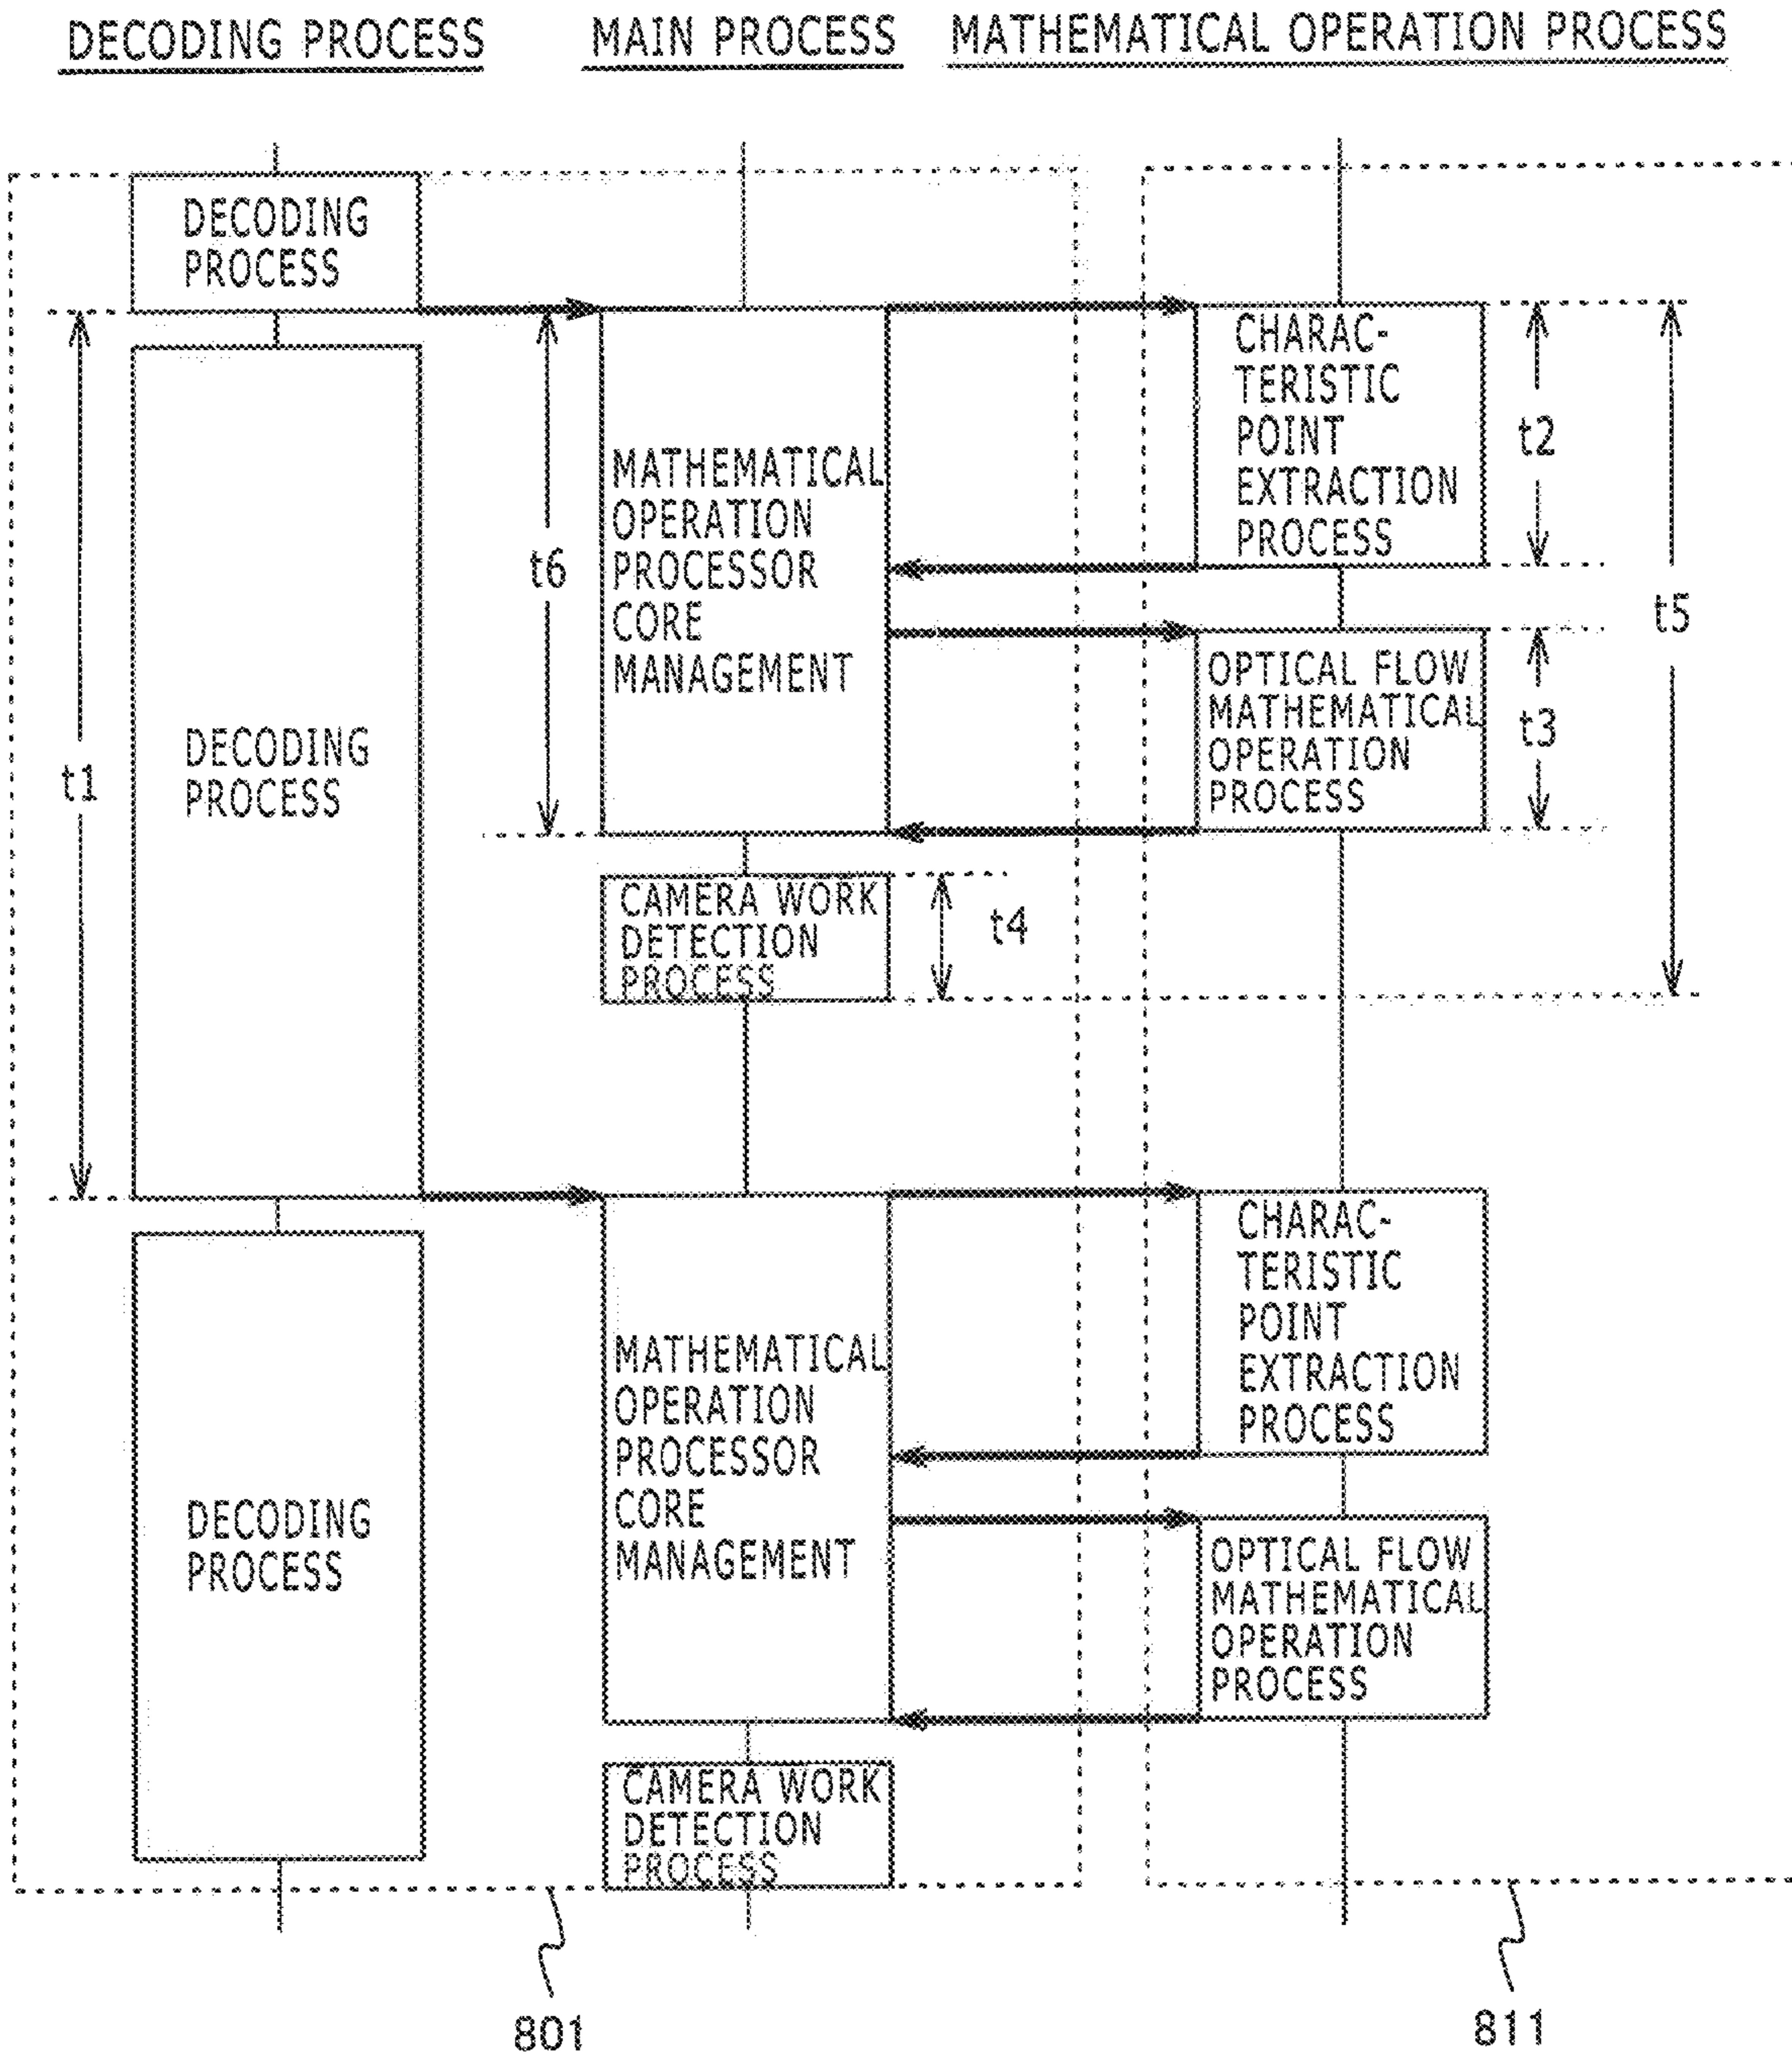 DECODING PROCESS
MAIN PROCESS
MATHEMATICAL OPERATION PROCESS
DECODING
PROCESS
CHARAC-
TERISTIC
POINT
EXTRACTION
PROCESS
t2
MATHEMATICAL
OPERATION
PROCESSOR
CORE
MANAGEMENT
t6
t5
OPTICAL FLOW
MATHEMATICAL
OPERATION
PROCESS
t3
DECODING
PROCESS
t1
CAMERA WORK
DETECTION
PROCESS
t4
CHARAC-
TERISTIC
POINT
EXTRACTION
PROCESS
MATHEMATICAL
OPERATION
PROCESSOR
CORE
MANAGEMENT
DECODING
PROCESS
OPTICAL FLOW
MATHEMATICAL
OPERATION
PROCESS
CAMERA WORK
DETECTION
PROCESS
801
811